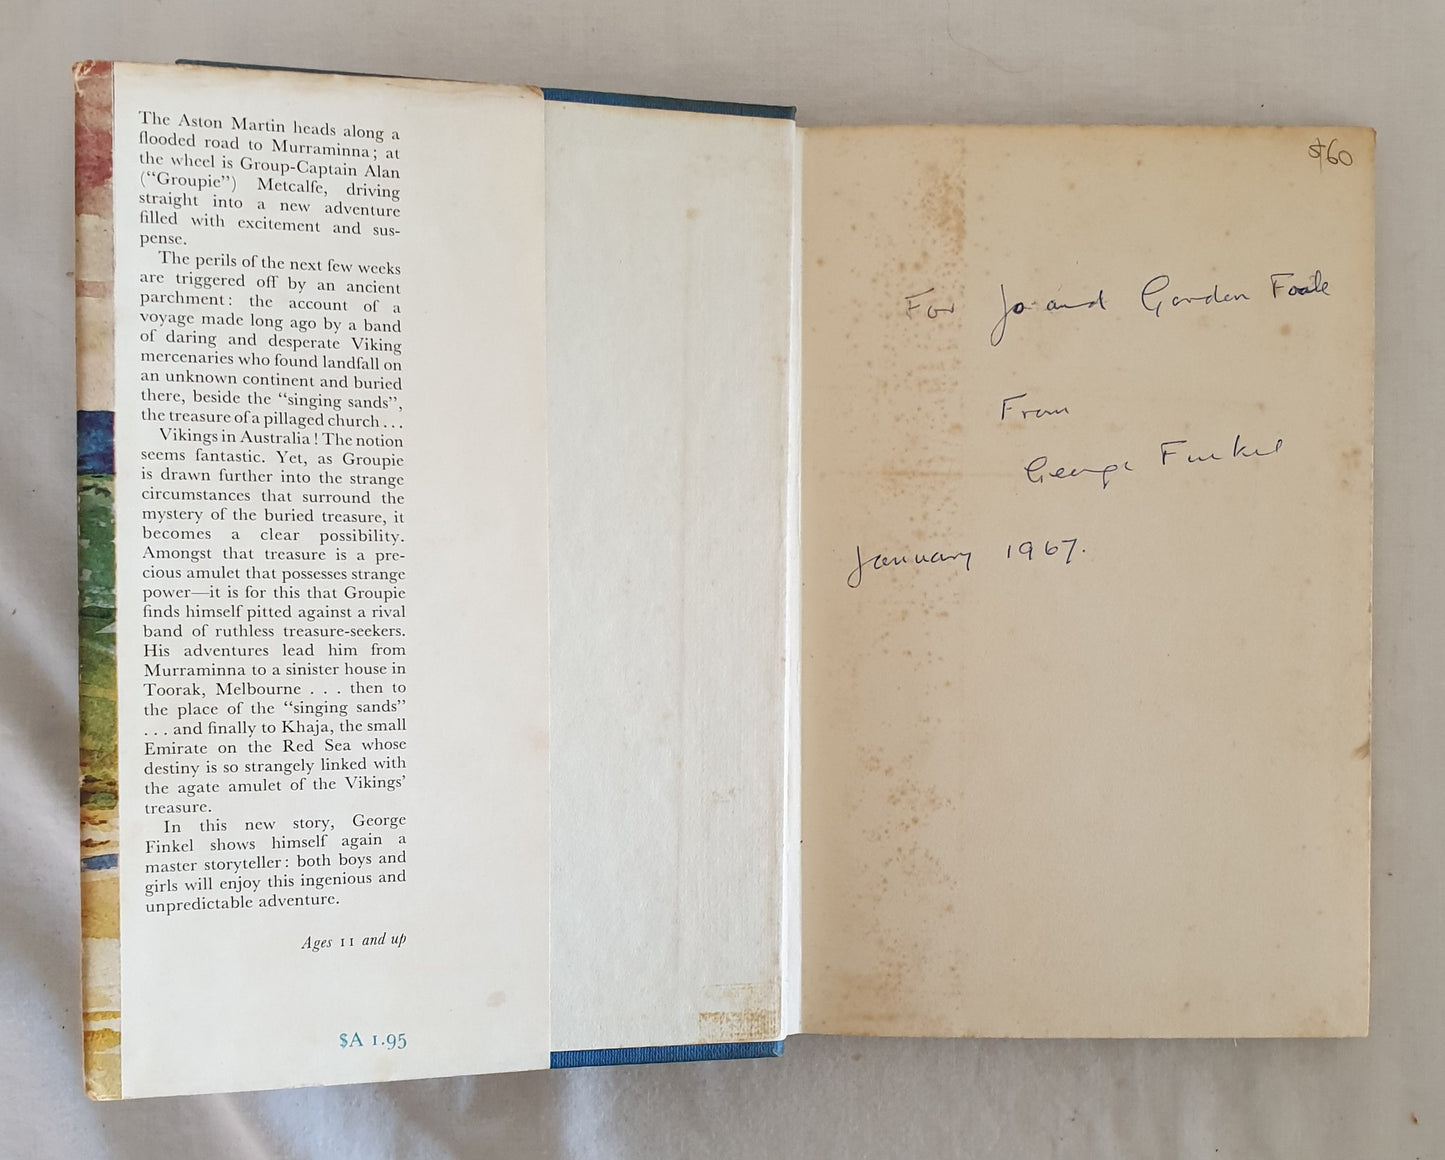 The Aston Martin heads along a
flooded road to Murraminna; at
the wheel is Group-Captain Alan
("Groupie") Metcalfe, driving
straight into a new adventure
filled with excitement and sus-
pense.
The perils of the next few weeks
are triggered off by an ancient
parchment: the account of a
voyage made long ago by a band
of daring and desperate Viking
mercenaries who found landfall on
an unknown continent and buried
there, beside the "singing sands",
the treasure of a pillaged church...
Vikings in Australia! The notion
seems fantastic. Yet, as Groupie
is drawn further into the strange
circumstances that surround the
mystery of the buried treasure, it
becomes a clear possibility.
Amongst that treasure is a pre-
cious amulet that possesses strange
power—it is for this that Groupie
finds himself pitted against a rival
band of ruthless treasure-seekers.
His adventures lead him from
Murraminna to a sinister house in
Toorak, Melbourne . . . then to
the place of the "singing sands"
. . . and finally to Khaja, the small
Emirate on the Red Sea whose
destiny is so strangely linked with
the agate amulet of the Vikings'
treasure.
In this new story, George
Finkel shows himself again a
master storyteller: both boys and
girls will enjoy this ingenious and
unpredictable adventure.
Ages 11 and up
$A 1.95
$60
For Jo and Gordon
From
George Finkel
January 1967.